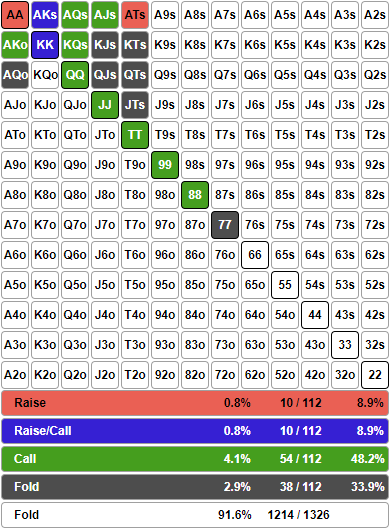 AA AKs AQs AJs ATs A9s A8s A7s A6s A5s A4s A3s A2s
AKo KK KQs KJs KTs K9s K8s K7s K6s K5s K4s K3s K2s
AQo KQo QQ QJs QTs Q9s Q8s Q7s Q6s Q5s Q4s Q3s Q2s
AJo KJo QJo JJ JTs J9s J8s J7s J6s J5s J4s J3s J2s
ATo KTo QTo JTo TT T9s T8s T7s T6s T5s T4s T3s T2s
A9o K9o Q9o J9o T9o 99 98s 97s 96s 95s 94s 93s 92s
A8o K8o Q8o J8o T8o 98o 88 87s 86s 85s 84s 83s 82s
A7o K7o Q7o J7o T7o 97o 87o 77 76s 75s 74s 73s 72s
A6o K6o Q6o J6o T6o 96o 86o 76o 66 65s 64s 63s 62s
A5o K5o Q5o J5o T5o 95o 85o 75o 65o 55 54s 53s 52s
A4o K4o Q4o J4o T4o 94o 84o 74o 64o 54o 44 43s 42s
A3o K3o Q3o J3o T3o 93o 83o 73o 63o 53o 43o 33 32s
A2o K2o Q2o J2o T2o 92o 82o 72o 62o 52o 42o 32o 22
Raise 0.8% 10 / 112 8.9%
Raise/Call 0.8% 10 / 112 8.9%
Call 4.1% 54 / 112 48.2%
Fold 2.9% 38 / 112 33.9%
Fold 91.6% 1214 / 1326